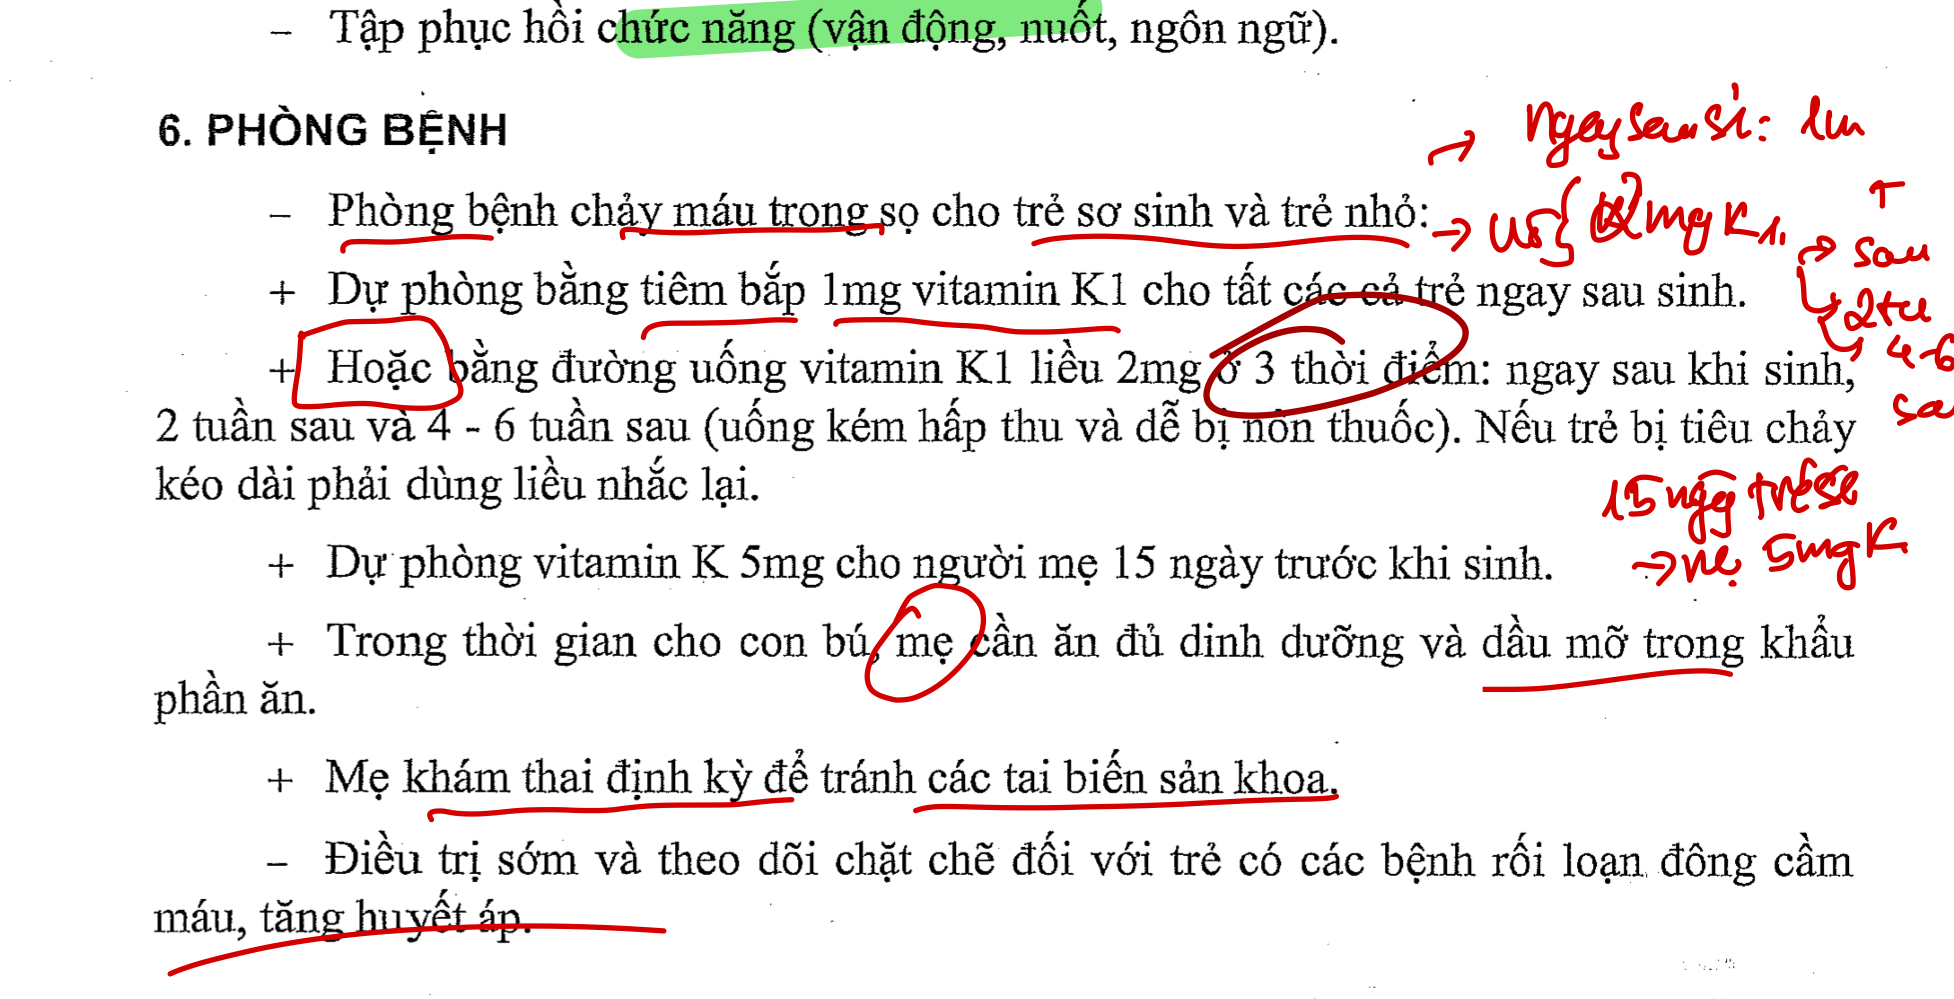 – Tập phục hồi chức năng (vận động, nuốt, ngôn ngữ).
6. PHÒNG BỆNH
→ ngay sau si: 1m
– Phòng bệnh chảy máu trong sọ cho trẻ sơ sinh và trẻ nhỏ:
→ uô { 2mg K1.
→ sau
+ Dự phòng bằng tiêm bắp 1mg vitamin K1 cho tất các cả trẻ ngay sau sinh.
2tu
4-6
+ Hoặc bằng đường uống vitamin K1 liều 2mg ở 3 thời điểm: ngay sau khi sinh,
2 tuần sau và 4 - 6 tuần sau (uống kém hấp thu và dễ bị nôn thuốc). Nếu trẻ bị tiêu chảy
kéo dài phải dùng liều nhắc lại.
15 ngày
→ mẹ 5mg K
+ Dự phòng vitamin K 5mg cho người mẹ 15 ngày trước khi sinh.
+ Trong thời gian cho con bú, mẹ cần ăn đủ dinh dưỡng và dầu mỡ trong khẩu
phần ăn.
+ Mẹ khám thai định kỳ để tránh các tai biến sản khoa.
– Điều trị sớm và theo dõi chặt chẽ đối với trẻ có các bệnh rối loạn đông cầm
máu, tăng huyết áp.